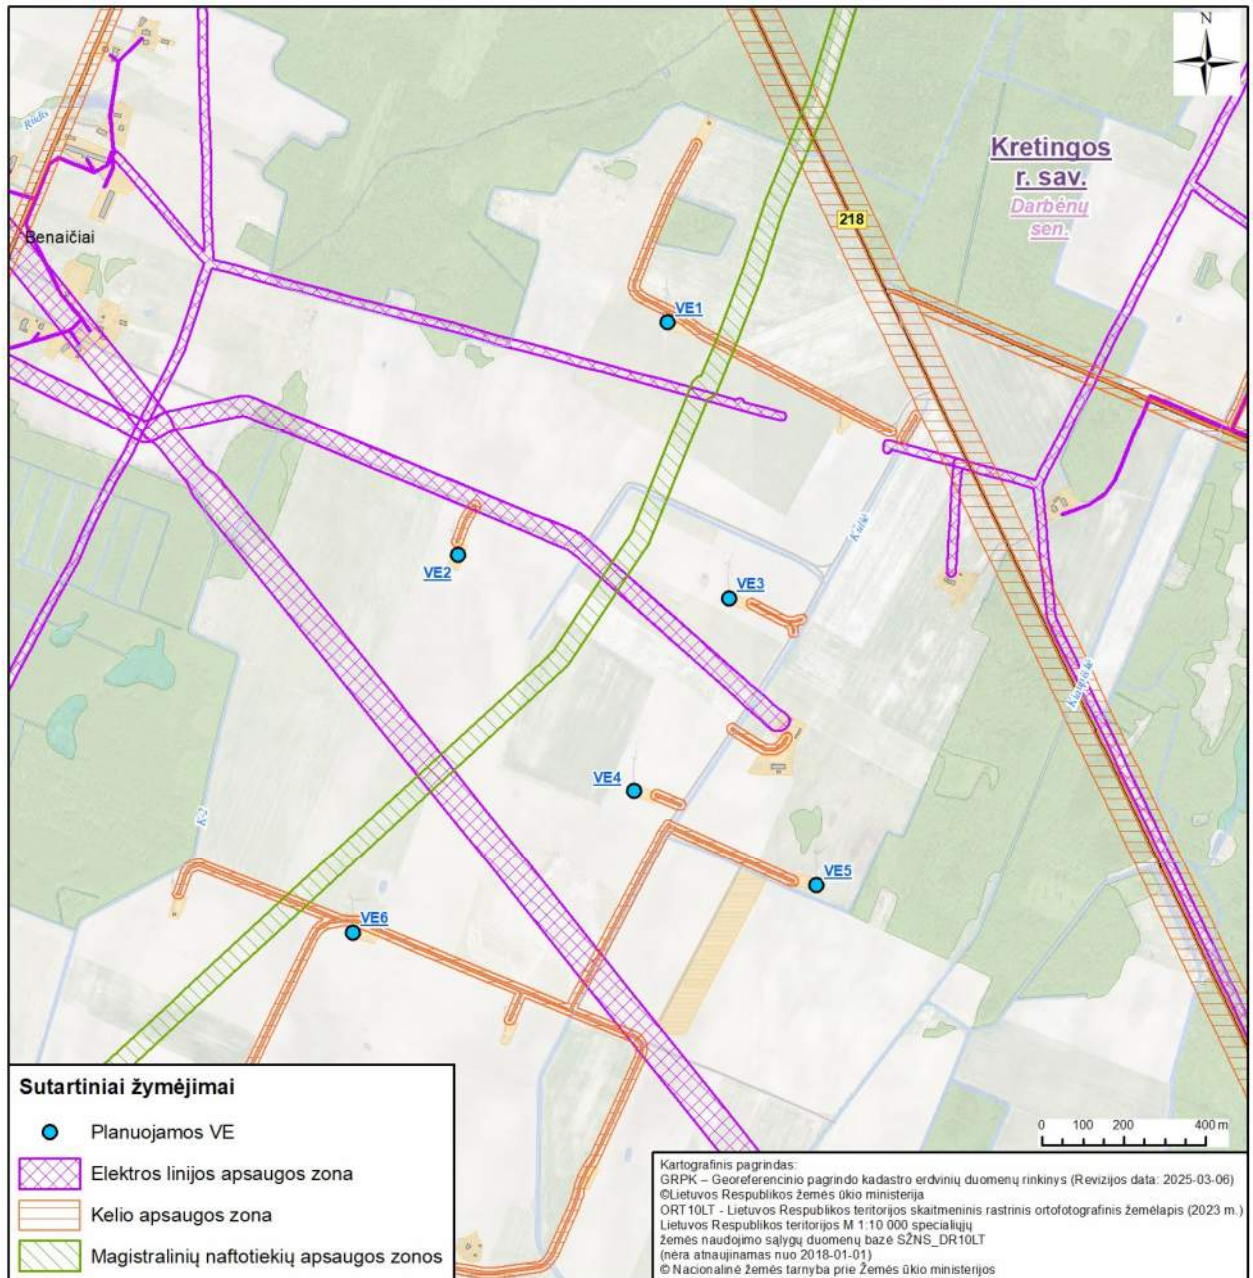 N
Kretingos
r. sav.
Darbėnų
sen.
Rūdis
218
Benaičiai
VE1
Kulšė
VE2
VE3
VE4
K-2
VE5
VE6
Sutartiniai žymėjimai
Planuojamos VE
Elektros linijos apsaugos zona
Kelio apsaugos zona
Magistralinių naftotiekių apsaugos zonos
0 100 200 400 m
Kartografinis pagrindas:
GRPK – Georeferencinio pagrindo kadastro erdvinių duomenų rinkinys (Revizijos data: 2025-03-06)
©Lietuvos Respublikos žemės ūkio ministerija
ORT10LT - Lietuvos Respublikos teritorijos skaitmeninis rastrinis ortofotografinis žemėlapis (2023 m.)
Lietuvos Respublikos teritorijos M 1:10 000 specialiųjų
žemės naudojimo sąlygų duomenų bazė SŽNS_DR10LT
(nėra atnaujinamas nuo 2018-01-01)
© Nacionalinė žemės tarnyba prie Žemės ūkio ministerijos